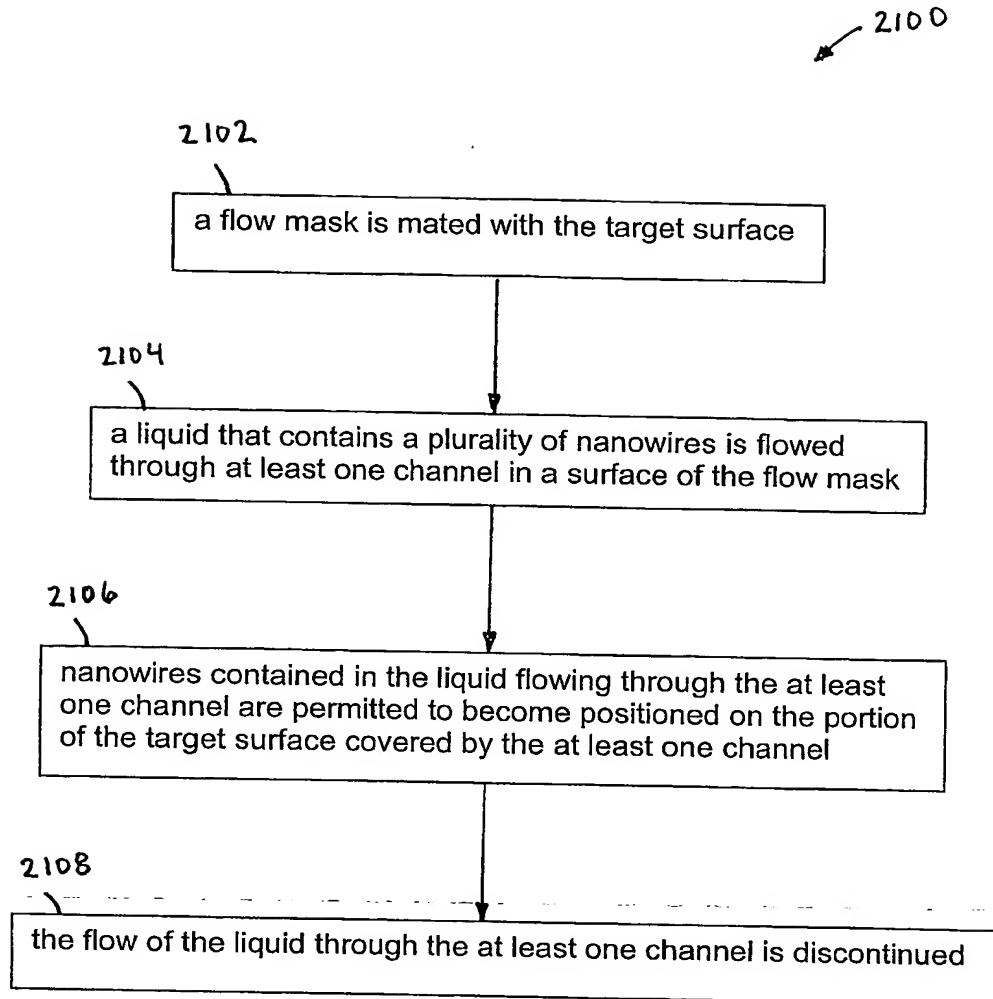 2100
2102
a flow mask is mated with the target surface
2104
a liquid that contains a plurality of nanowires is flowed
through at least one channel in a surface of the flow mask
2106
nanowires contained in the liquid flowing through the at least
one channel are permitted to become positioned on the portion
of the target surface covered by the at least one channel
2108
the flow of the liquid through the at least one channel is discontinued